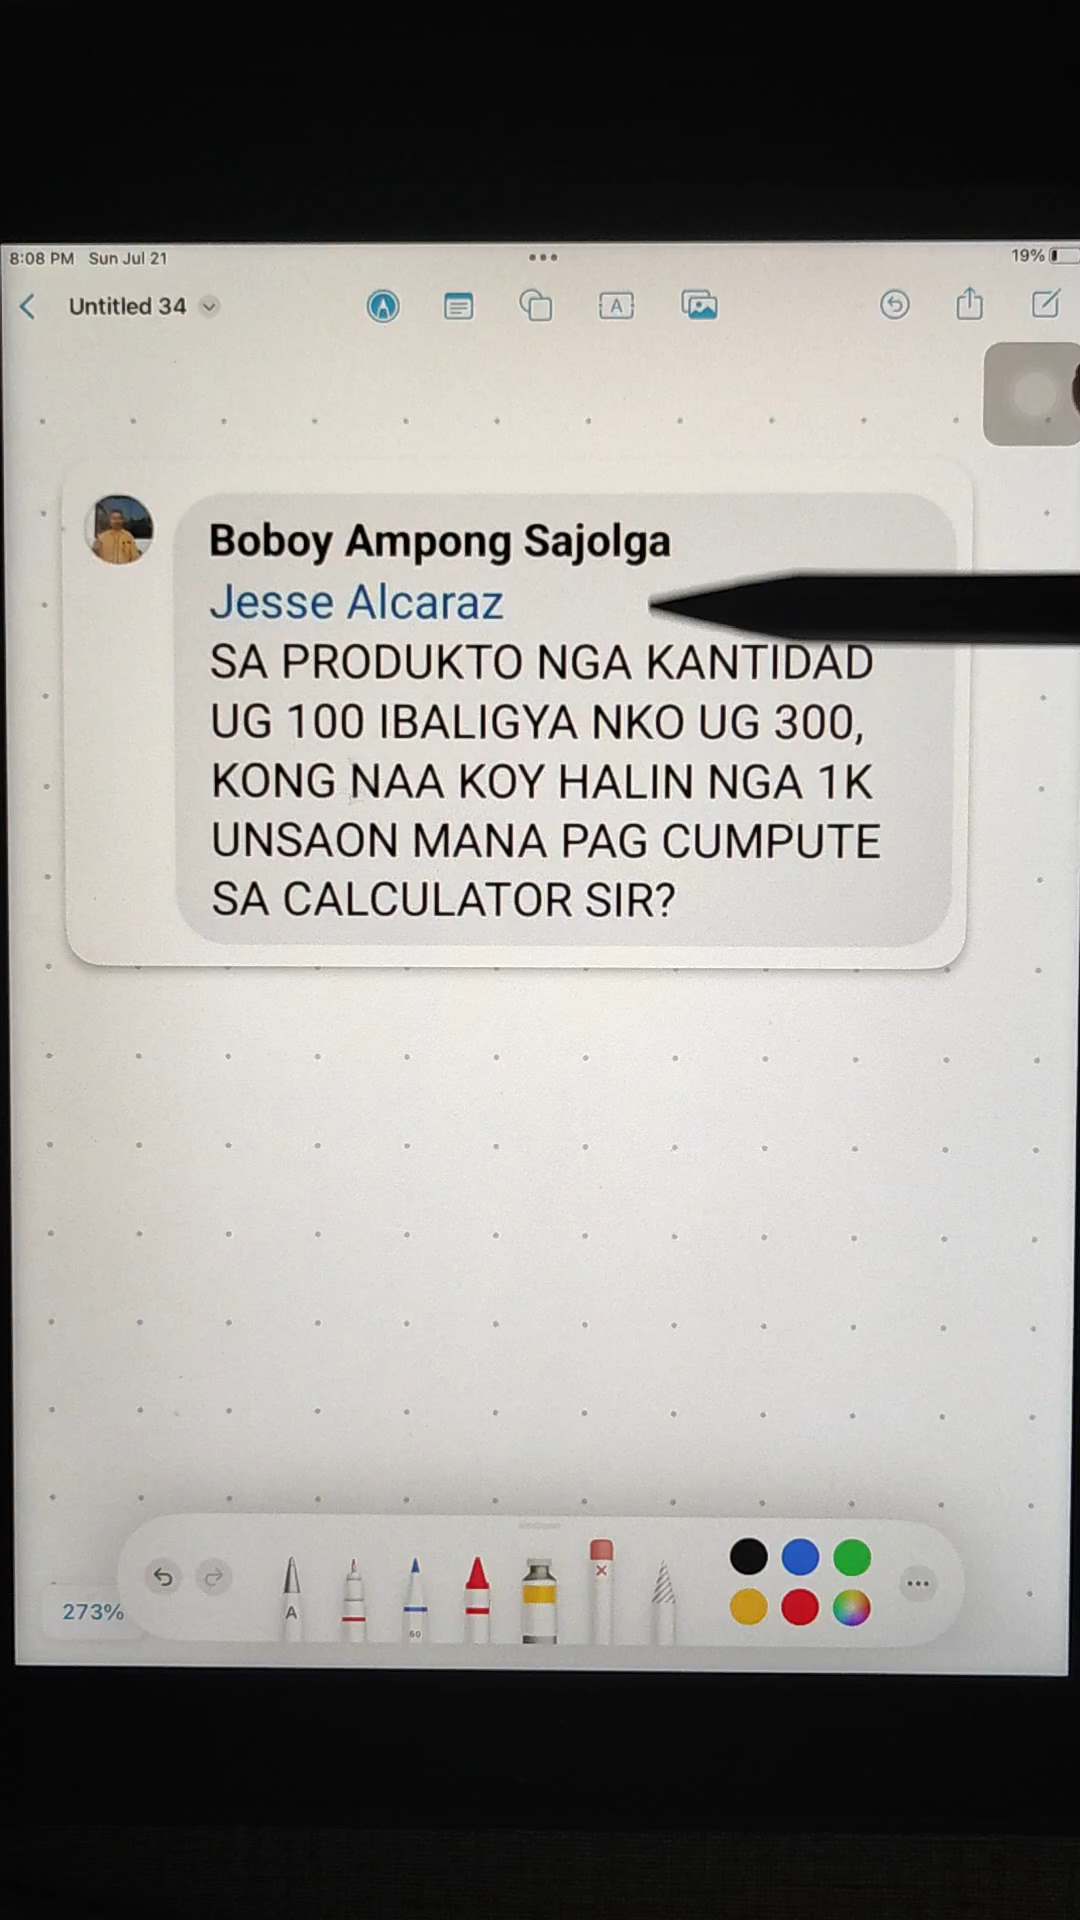 8:08 PM Sun Jul 21
19%
Untitled 34
A
Boboy Ampong Sajolga
Jesse Alcaraz
SA PRODUKTO NGA KANTIDAD
UG 100 IBALIGYA NKO UG 300,
KONG NAA KOY HALIN NGA 1K
UNSAON MANA PAG CUMPUTE
SA CALCULATOR SIR?
A
50
273%